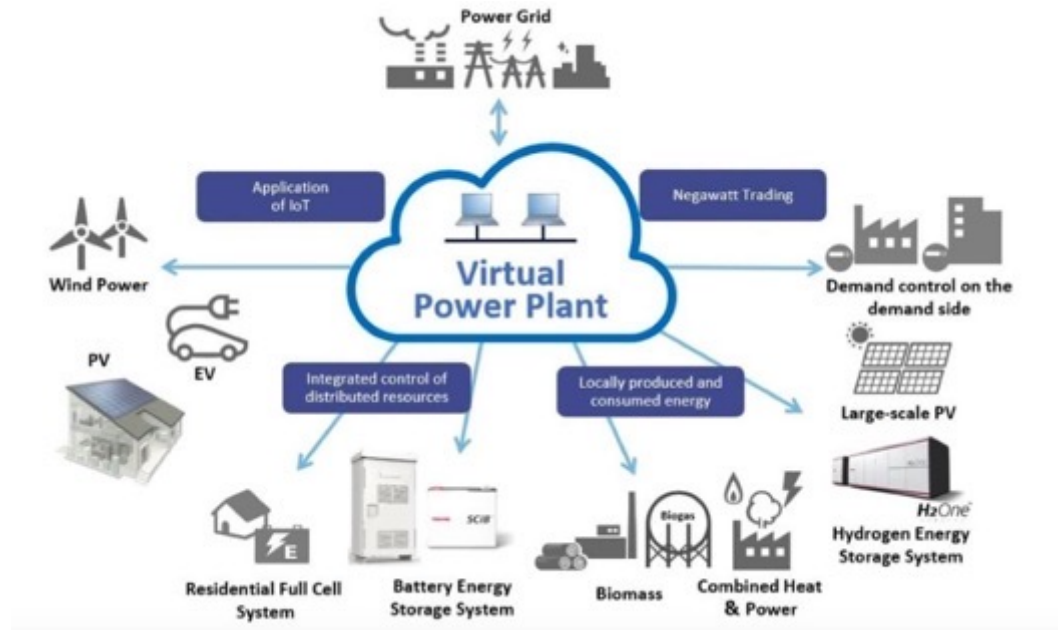 Power Grid
Application
of IoT
Negawatt Trading
Virtual
Power Plant
Wind Power
Demand control on the
demand side
EV
PV
Integrated control of
distributed resources
Locally produced and
consumed energy
Large-scale PV
SCiB
Biogas
E
H2One
Hydrogen Energy
Storage System
Residential Full Cell
System
Battery Energy
Storage System
Biomass
Combined Heat
& Power